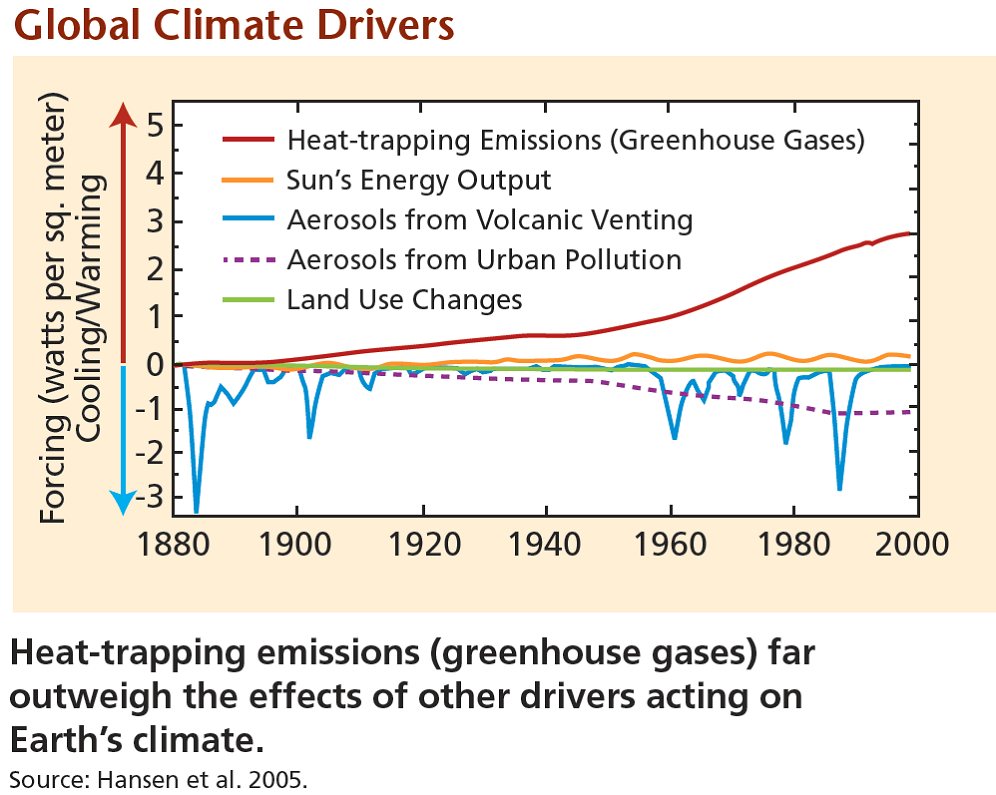 Global Climate Drivers
Forcing (watts per sq. meter)
Cooling/Warming
5
4
3
2
1
0
-1
-2
-3
Heat-trapping Emissions (Greenhouse Gases)
Sun's Energy Output
Aerosols from Volcanic Venting
Aerosols from Urban Pollution
Land Use Changes
1880 1900 1920 1940 1960 1980 2000
Heat-trapping emissions (greenhouse gases) far
outweigh the effects of other drivers acting on
Earth's climate.
Source: Hansen et al. 2005.